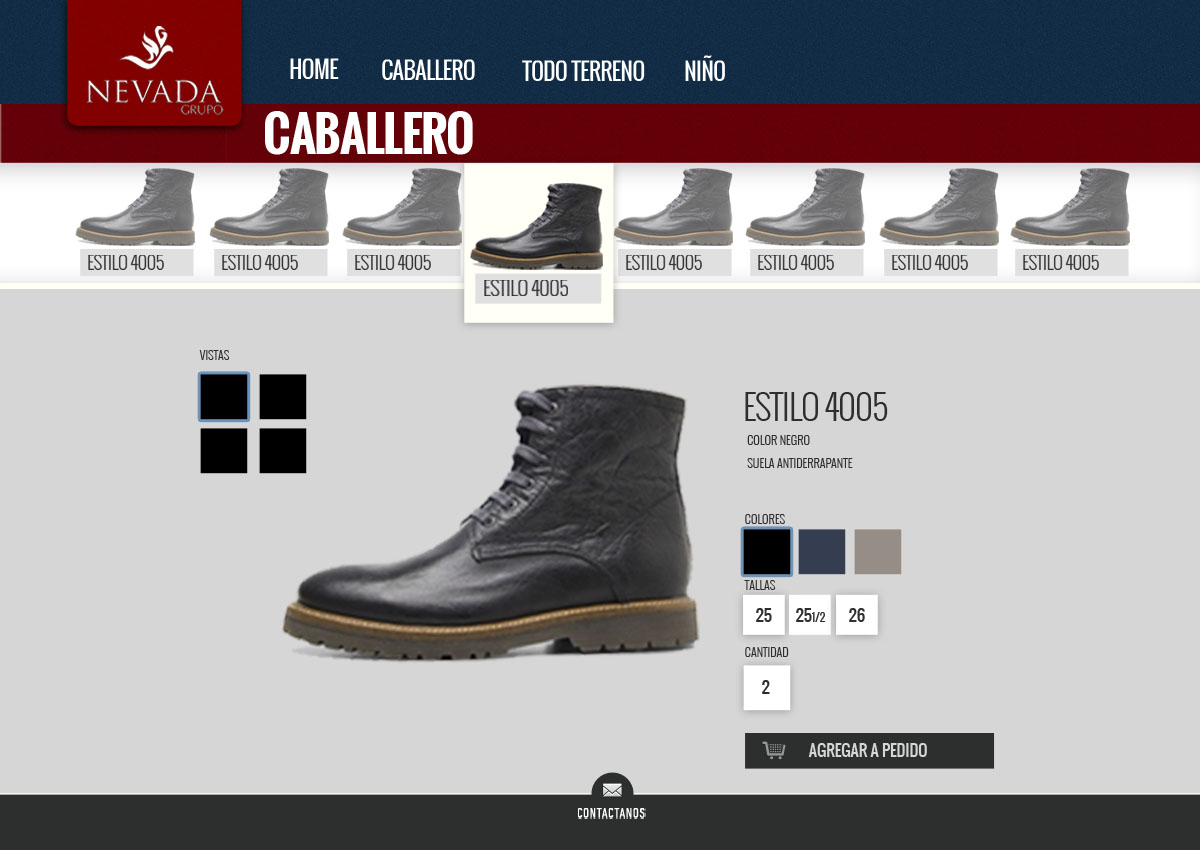 NEVADA
GRUPO
HOME CABALLERO TODO TERRENO NIÑO
CABALLERO
ESTILO 4005 ESTILO 4005 ESTILO 4005 ESTILO 4005 ESTILO 4005 ESTILO 4005 ESTILO 4005 ESTILO 4005
VISTAS
ESTILO 4005
COLOR NEGRO
SUELA ANTIDERRAPANTE
COLORES
TALLAS
25 251/2 26
CANTIDAD
2
AGREGAR A PEDIDO
CONTACTANOS